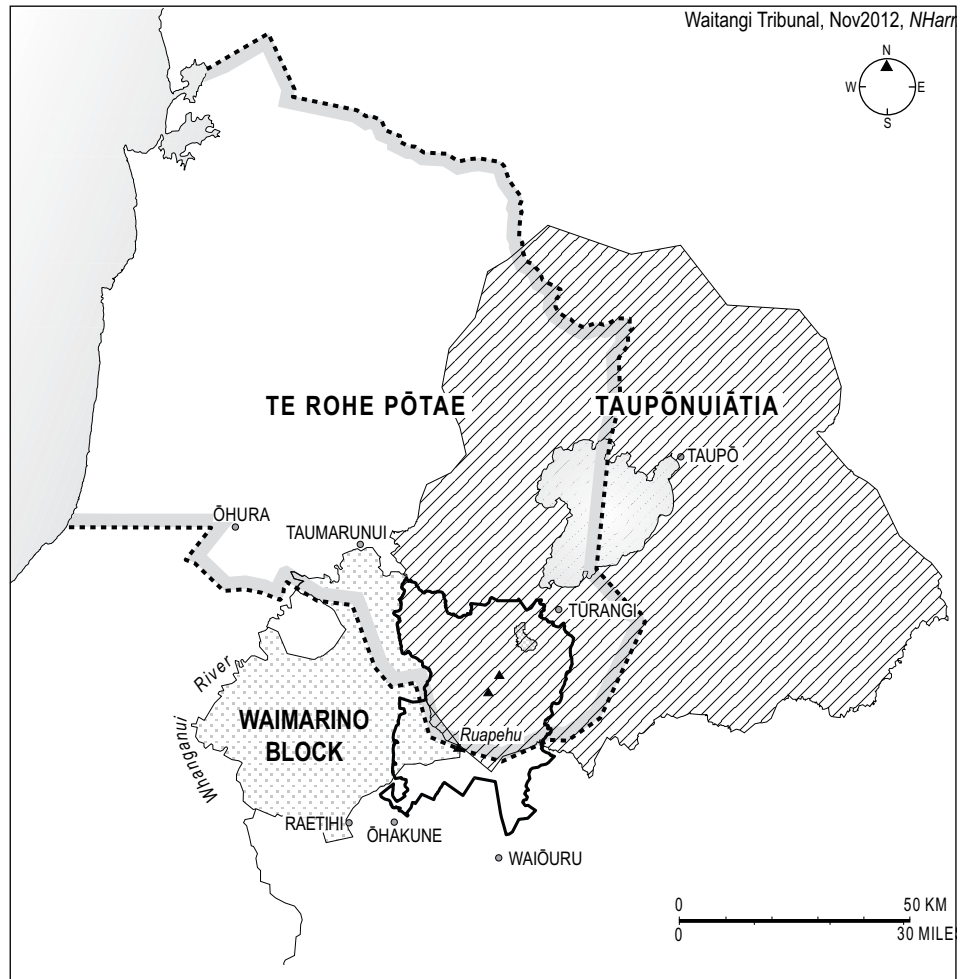 Waitangi Tribunal, Nov2012, NHarr
N
W E
S
TE ROHE PŌTAE
TAUPŌNUIĀTIA
TAUPŌ
ŌHURA
TAUMARUNUI
TŪRANGI
River
Whanganui
WAIMARINO
BLOCK
Ruapehu
RAETIHI
ŌHAKUNE
WAIŌURU
0 50 KM
0 30 MILE